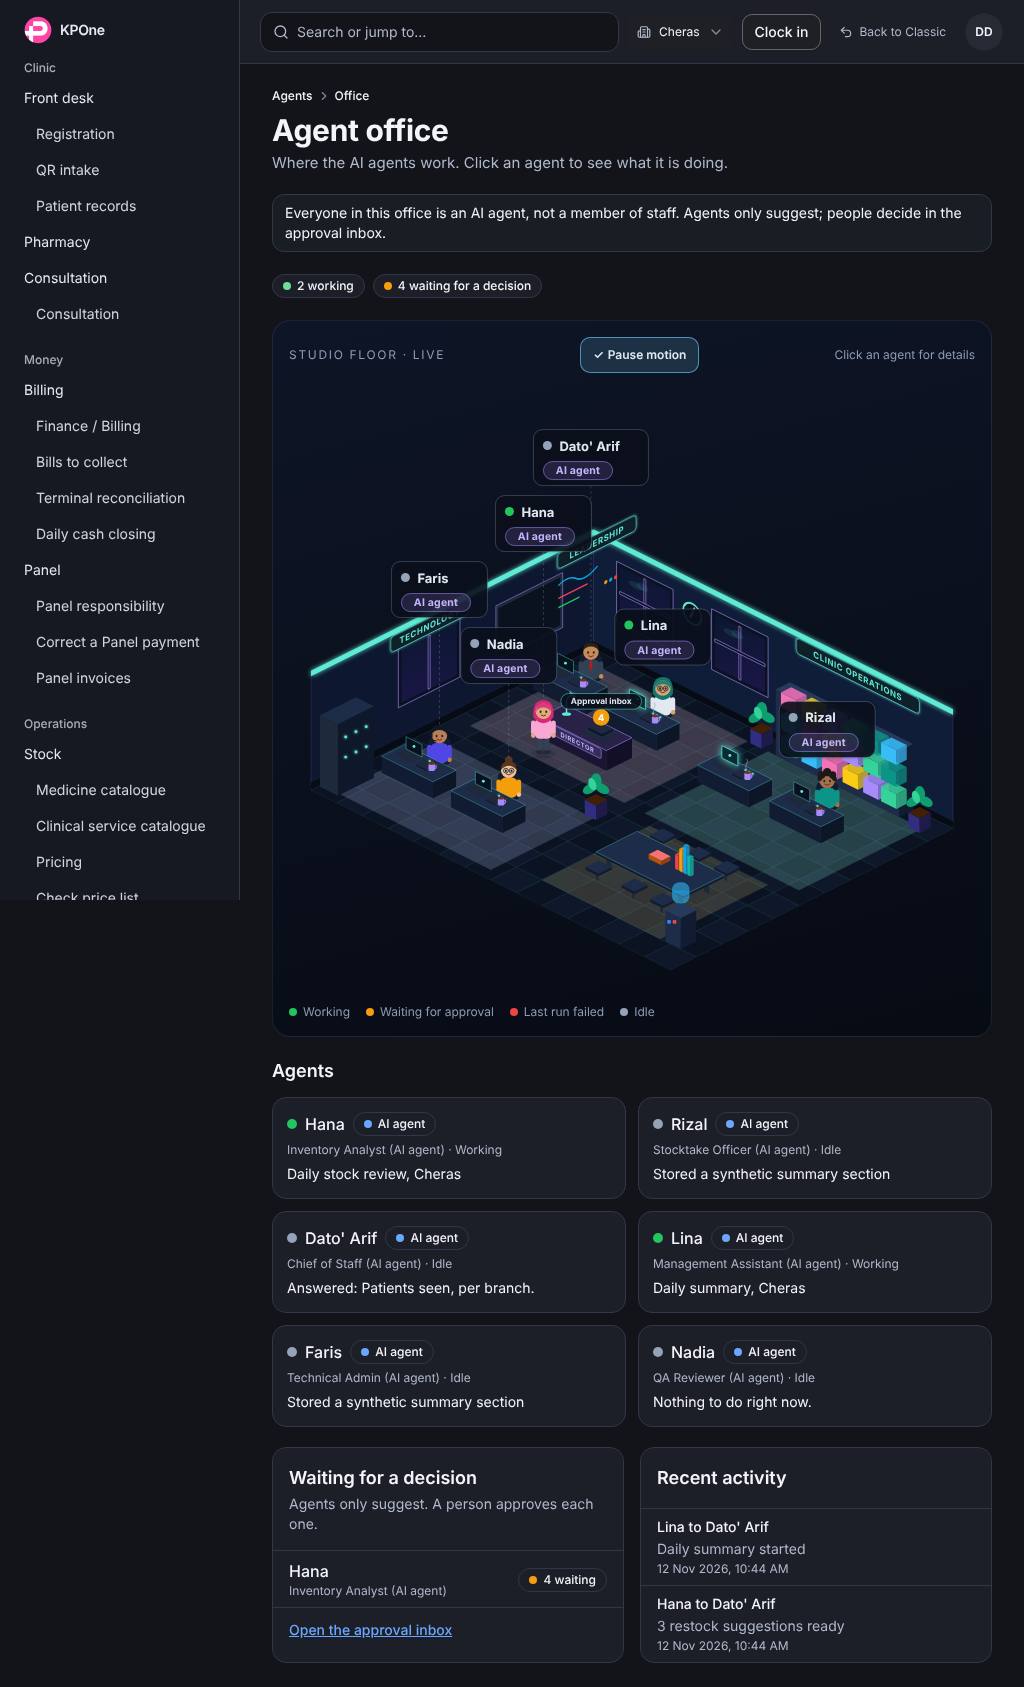 KPOne
Search or jump to...
Cheras
Clock in
Back to Classic
DD
Clinic
Front desk
Registration
QR intake
Patient records
Pharmacy
Consultation
Consultation
Money
Billing
Finance / Billing
Bills to collect
Terminal reconciliation
Daily cash closing
Panel
Panel responsibility
Correct a Panel payment
Panel invoices
Operations
Stock
Medicine catalogue
Clinical service catalogue
Pricing
Check price list
Agents > Office
Agent office
Where the AI agents work. Click an agent to see what it is doing.
Everyone in this office is an AI agent, not a member of staff. Agents only suggest; people decide in the
approval inbox.
2 working
4 waiting for a decision
STUDIO FLOOR · LIVE
✓ Pause motion
Click an agent for details
Dato' Arif
AI agent
Hana
AI agent
Faris
AI agent
Lina
AI agent
Nadia
AI agent
CLINIC OPERATIONS
Approval inbox
4
DIRECTOR
Rizal
AI agent
Working
Waiting for approval
Last run failed
Idle
Agents
Hana
AI agent
Inventory Analyst (AI agent) · Working
Daily stock review, Cheras
Rizal
AI agent
Stocktake Officer (AI agent) · Idle
Stored a synthetic summary section
Dato' Arif
AI agent
Chief of Staff (AI agent) · Idle
Answered: Patients seen, per branch.
Lina
AI agent
Management Assistant (AI agent) · Working
Daily summary, Cheras
Faris
AI agent
Technical Admin (AI agent) · Idle
Stored a synthetic summary section
Nadia
AI agent
QA Reviewer (AI agent) · Idle
Nothing to do right now.
Waiting for a decision
Agents only suggest. A person approves each
one.
Hana
Inventory Analyst (AI agent)
4 waiting
Open the approval inbox
Recent activity
Lina to Dato' Arif
Daily summary started
12 Nov 2026, 10:44 AM
Hana to Dato' Arif
3 restock suggestions ready
12 Nov 2026, 10:44 AM